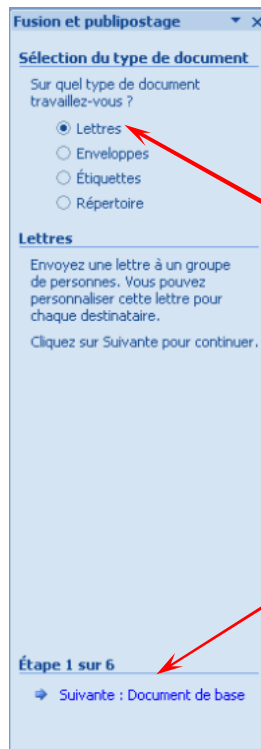 Fusion et publipostage
Sélection du type de document
Sur quel type de document
travaillez-vous ?
Lettres
Enveloppes
Étiquettes
Répertoire
Lettres
Envoyez une lettre à un groupe
de personnes. Vous pouvez
personnaliser cette lettre pour
chaque destinataire.
Cliquez sur Suivante pour continuer.
Étape 1 sur 6
Suivante : Document de base